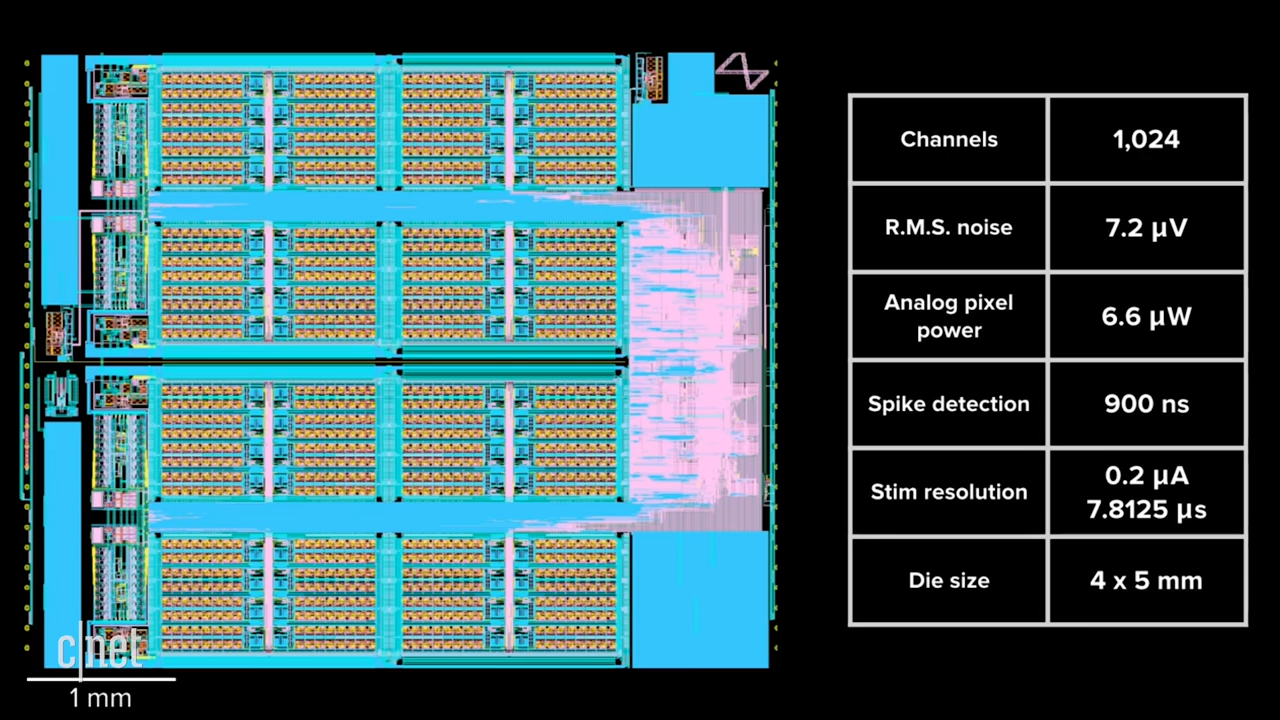 Channels
1,024
R.M.S. noise
7.2 µV
Analog pixel
power
6.6 µW
Spike detection
900 ns
Stim resolution
0.2 µA
7.8125 µs
Die size
4 x 5 mm
c|net
1 mm